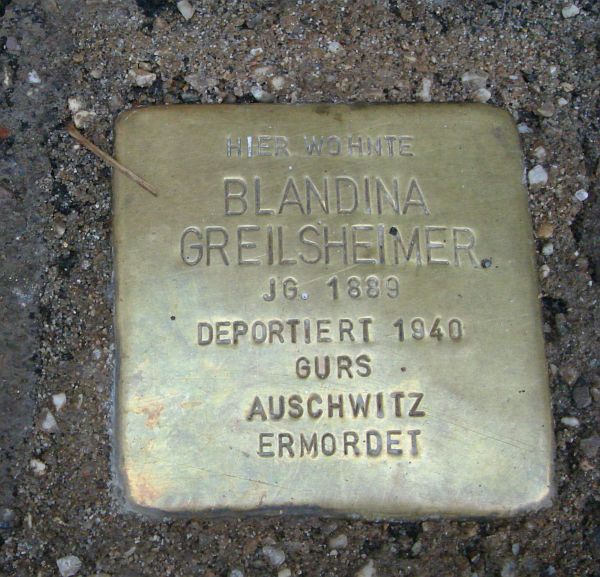 HIER WOHNTE
BLANDINA
GREILSHEIMER
JG. 1889
DEPORTIERT 1940
GURS
AUSCHWITZ
ERMORDET